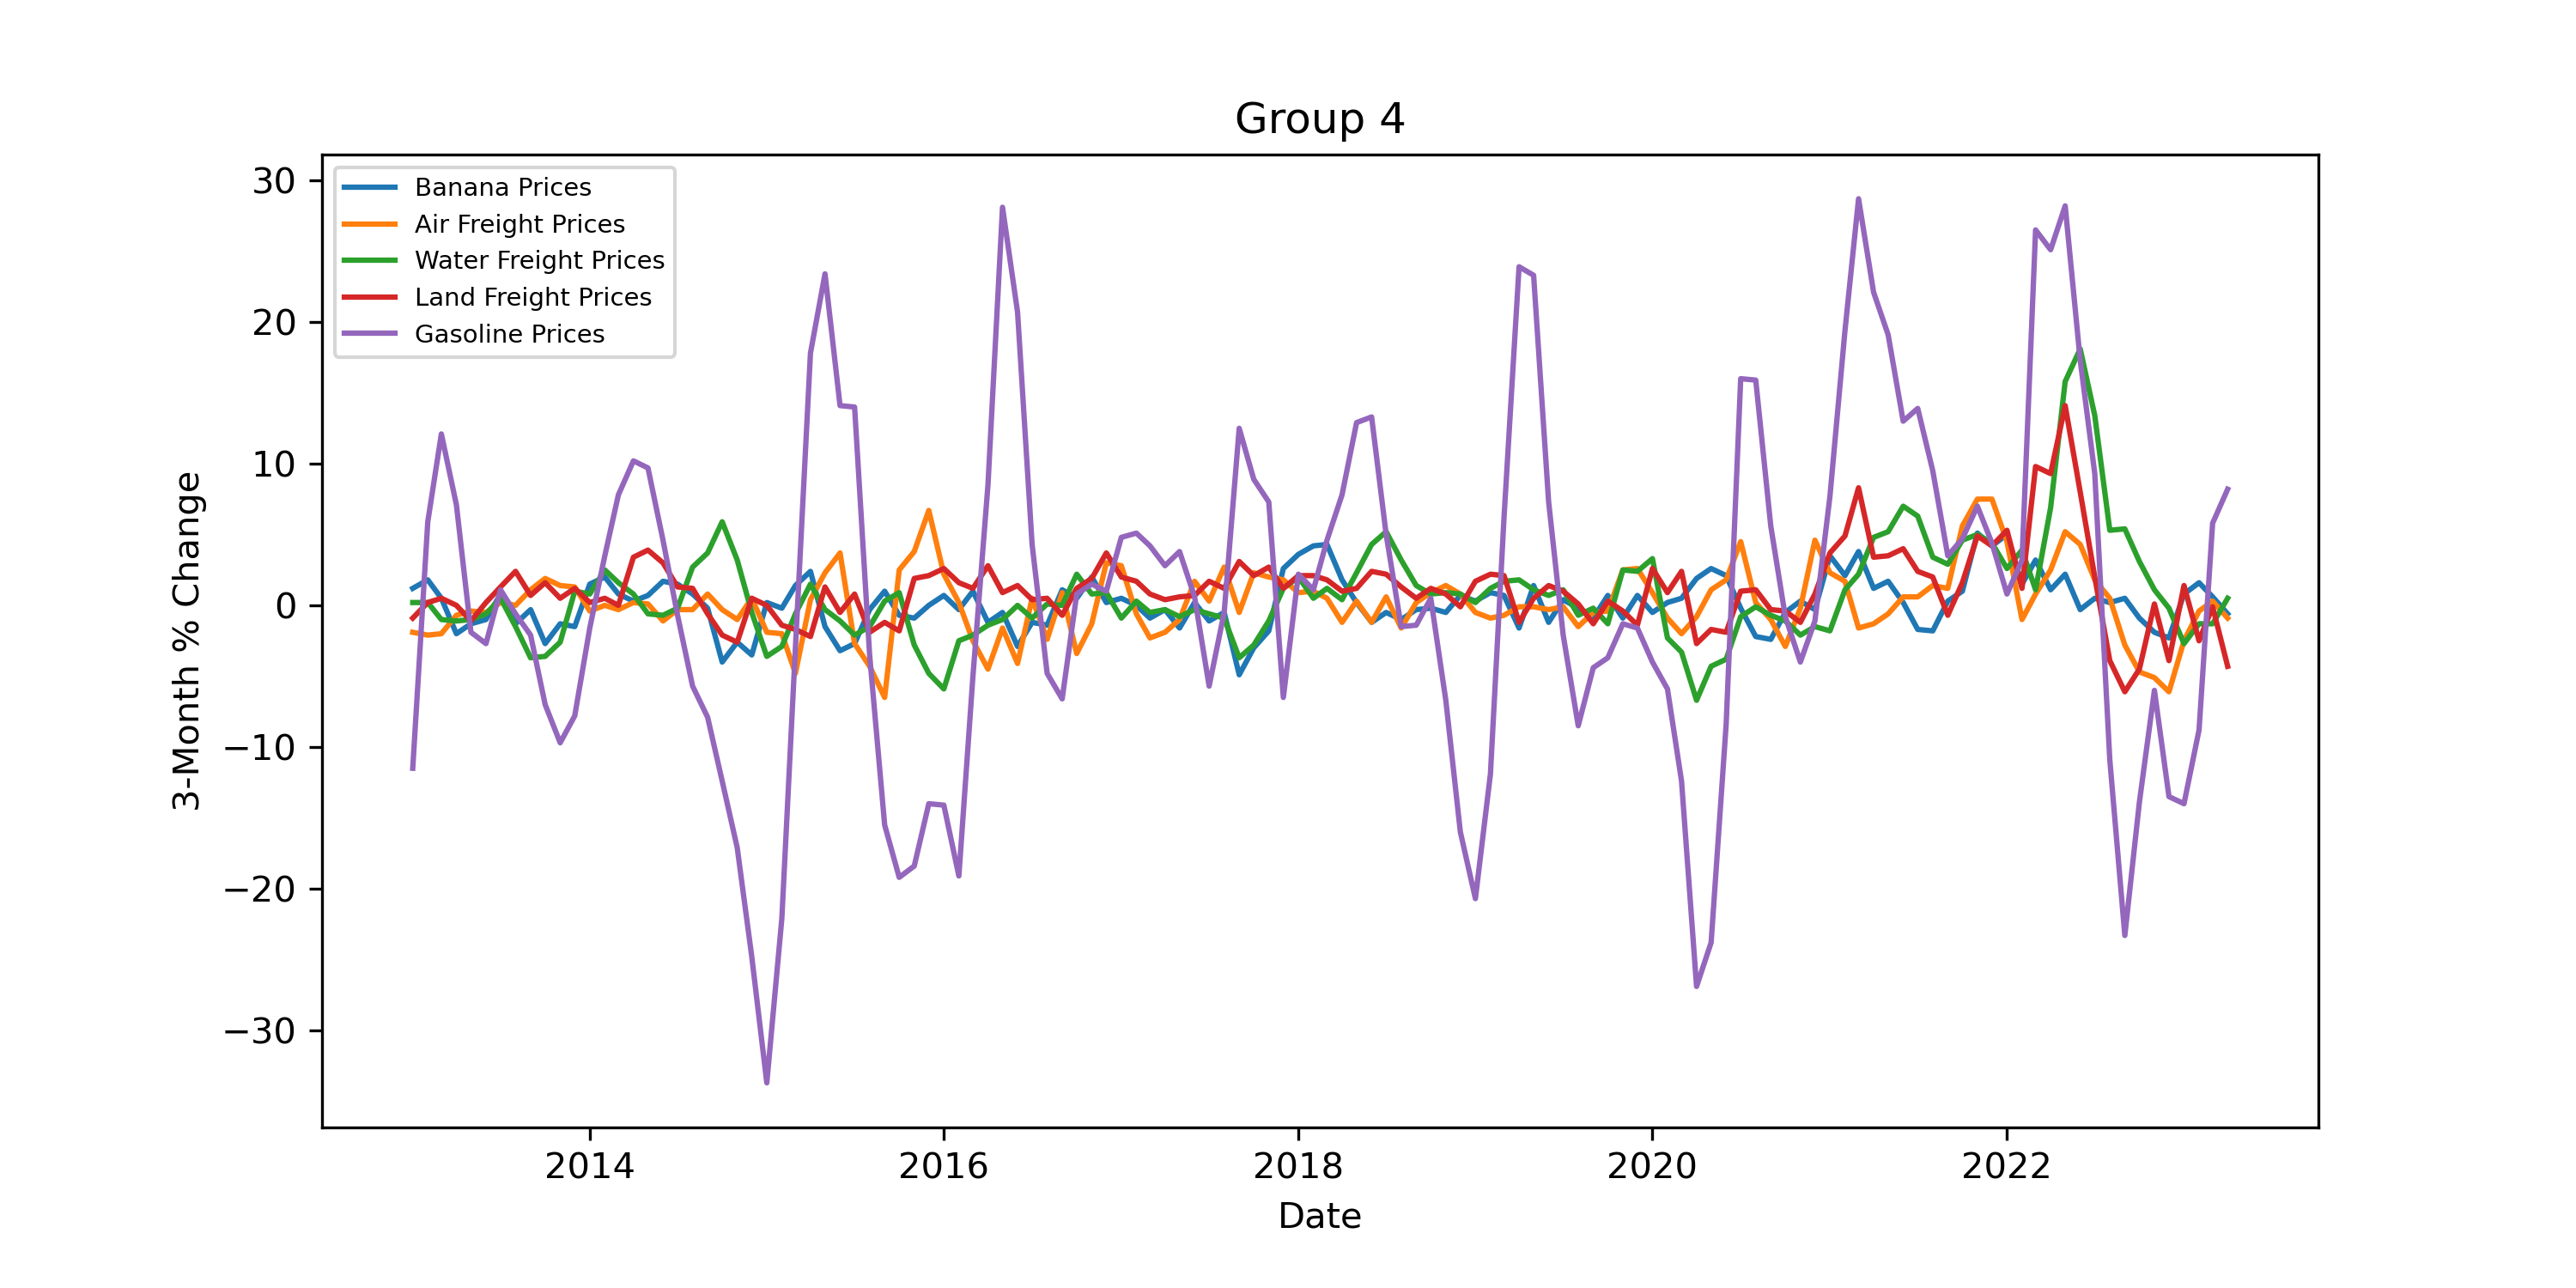 Group 4
30
20
10
0
−10
−20
−30
3-Month % Change
Banana Prices
Air Freight Prices
Water Freight Prices
Land Freight Prices
Gasoline Prices
2014 2016 2018 2020 2022
Date